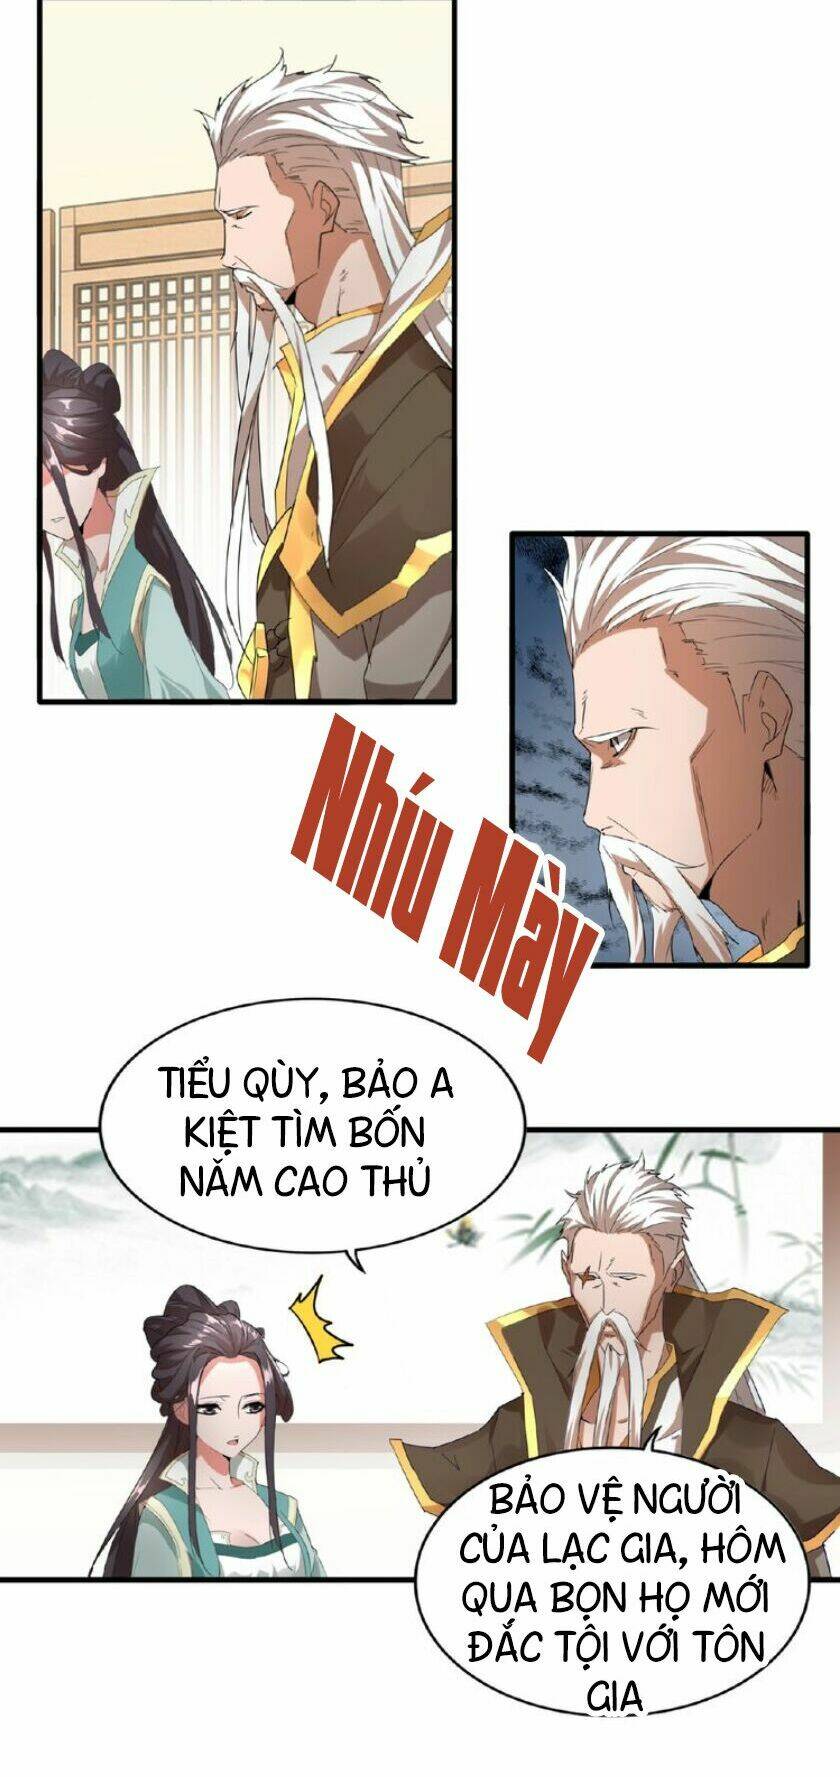 Nhíu Mày
TIỂU QÙY, BẢO A
KIỆT TÌM BỐN
NĂM CAO THỦ
BẢO VỆ NGƯỜI
CỦA LẠC GIA, HÔM
QUA BỌN HỌ MỚI
ĐẮC TỘI VỚI TÔN
GIA